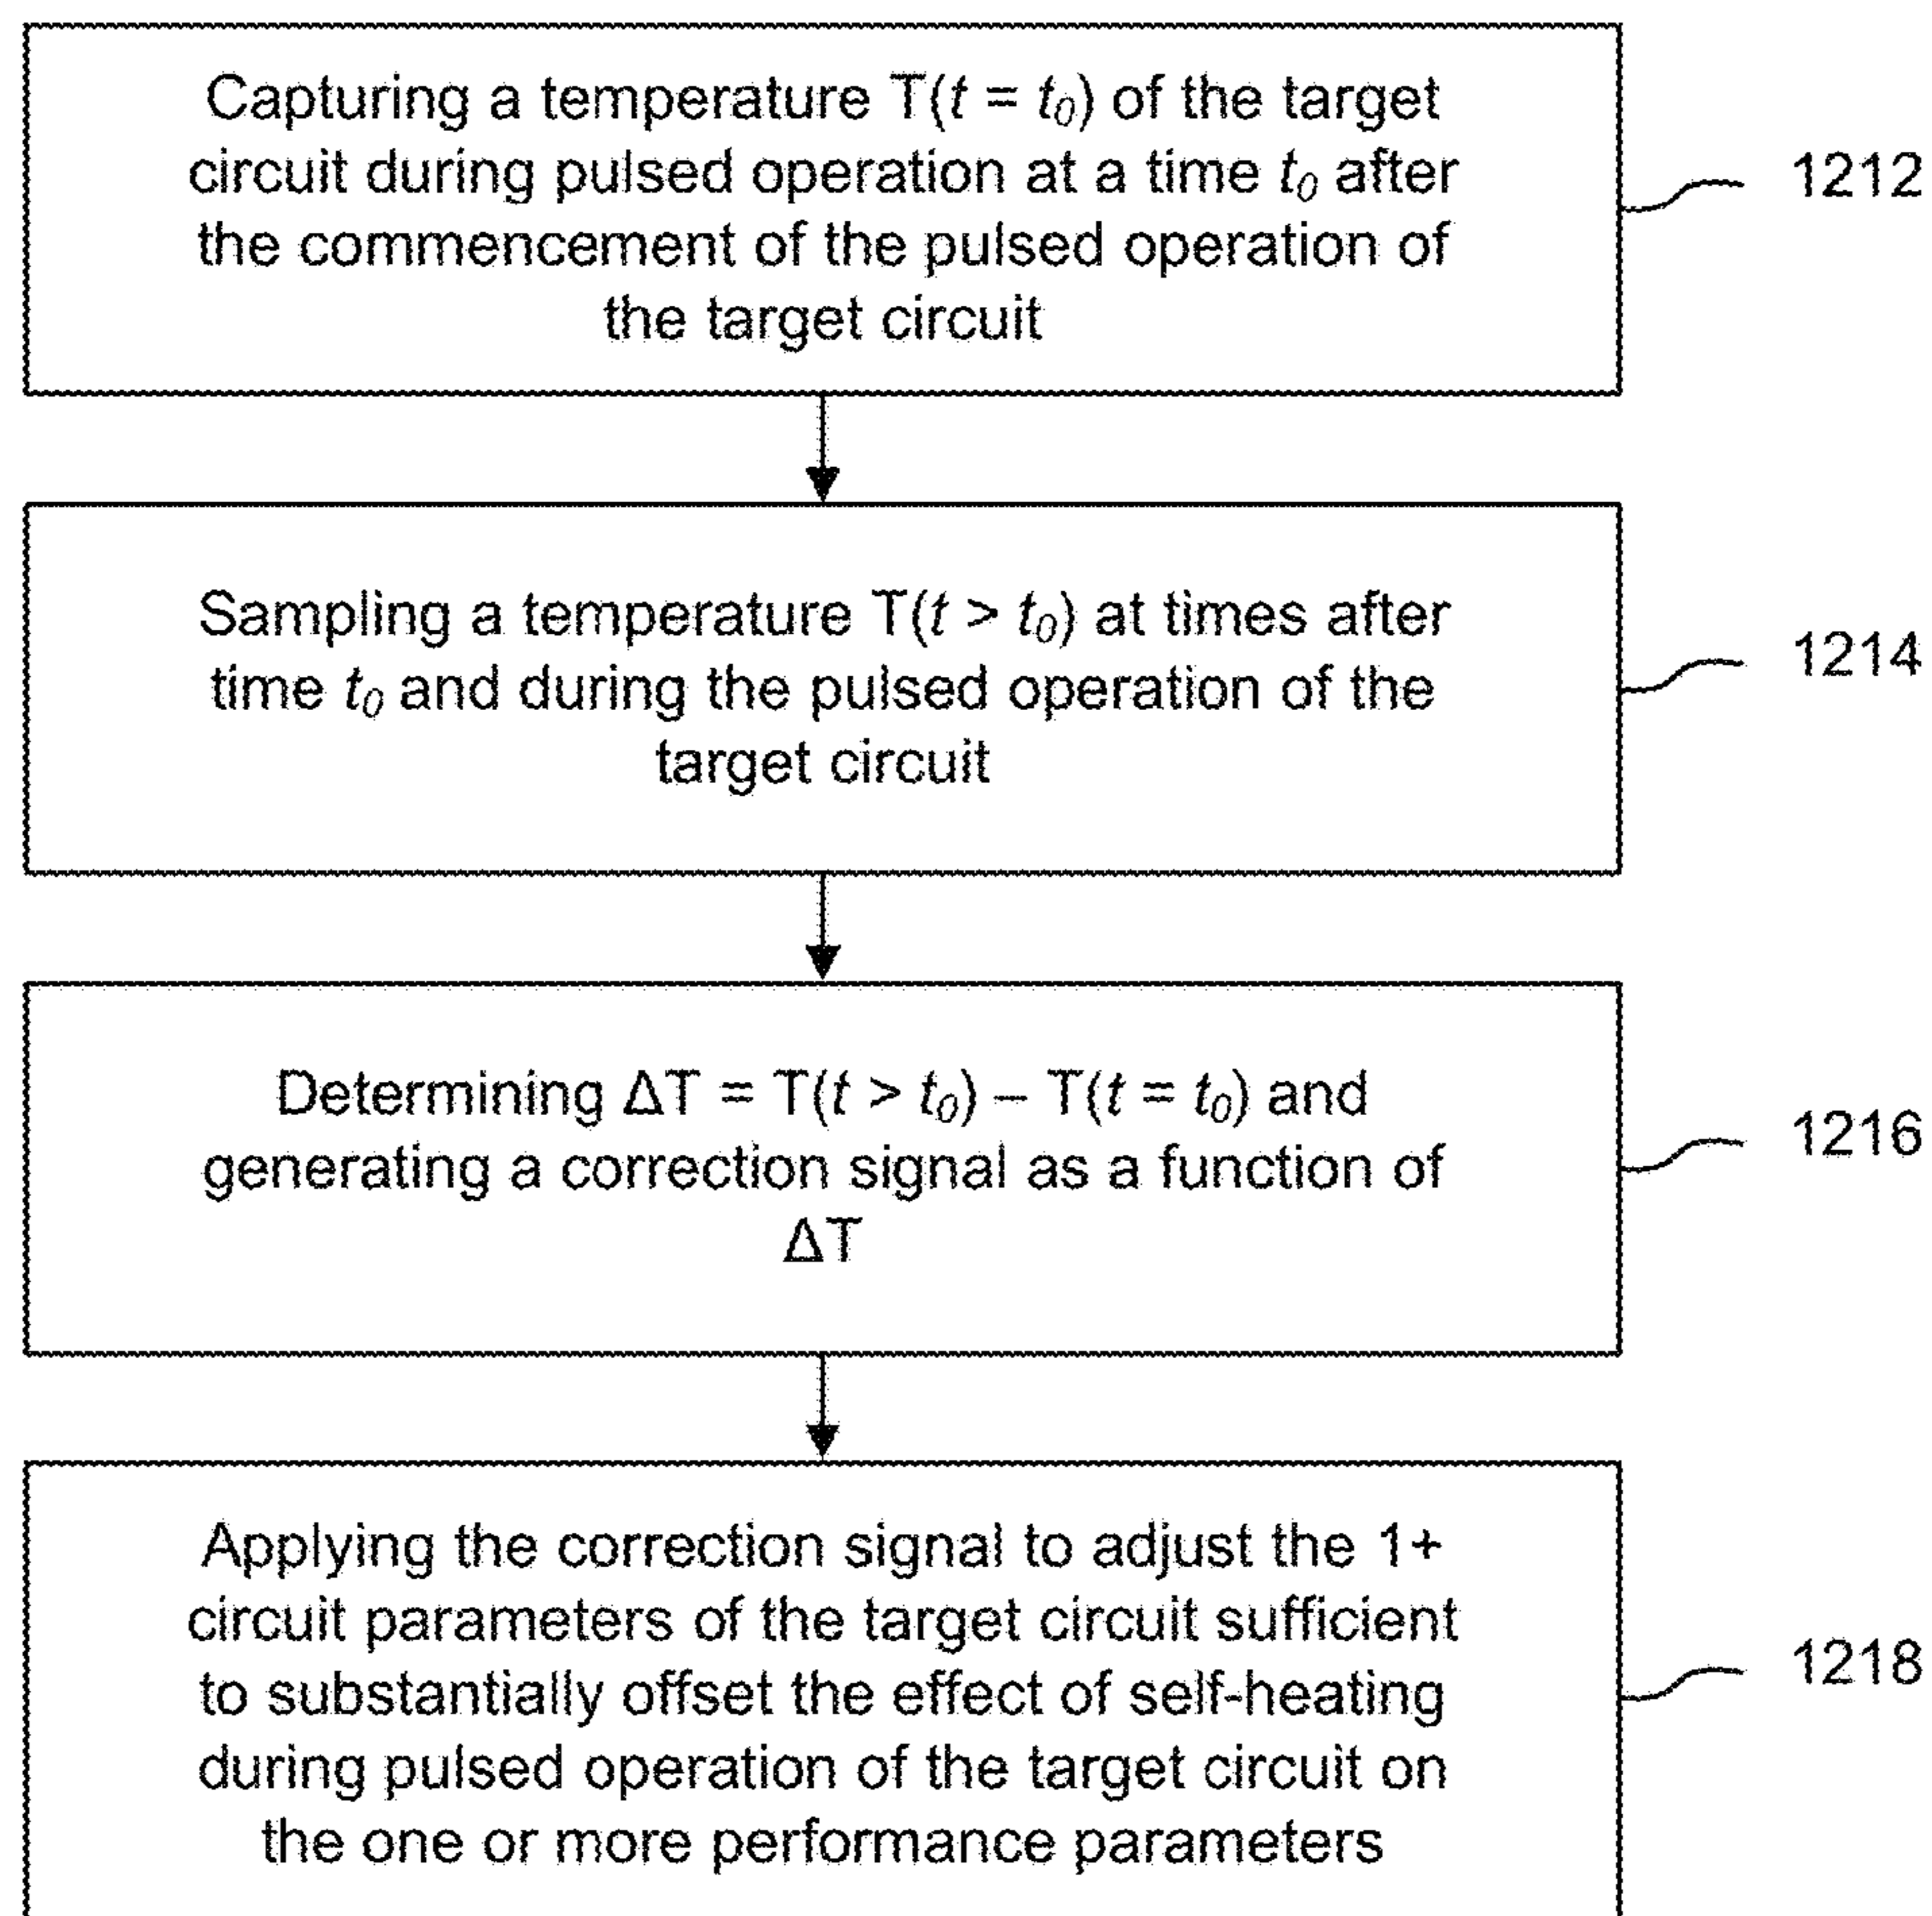 Capturing a temperature T(t = t₀) of the target
circuit during pulsed operation at a time t₀ after
the commencement of the pulsed operation of
the target circuit
1212
Sampling a temperature T(t > t₀) at times after
time t₀ and during the pulsed operation of the
target circuit
1214
Determining ΔT = T(t > t₀) – T(t = t₀) and
generating a correction signal as a function of
ΔT
1216
Applying the correction signal to adjust the 1+
circuit parameters of the target circuit sufficient
to substantially offset the effect of self-heating
during pulsed operation of the target circuit on
the one or more performance parameters
1218